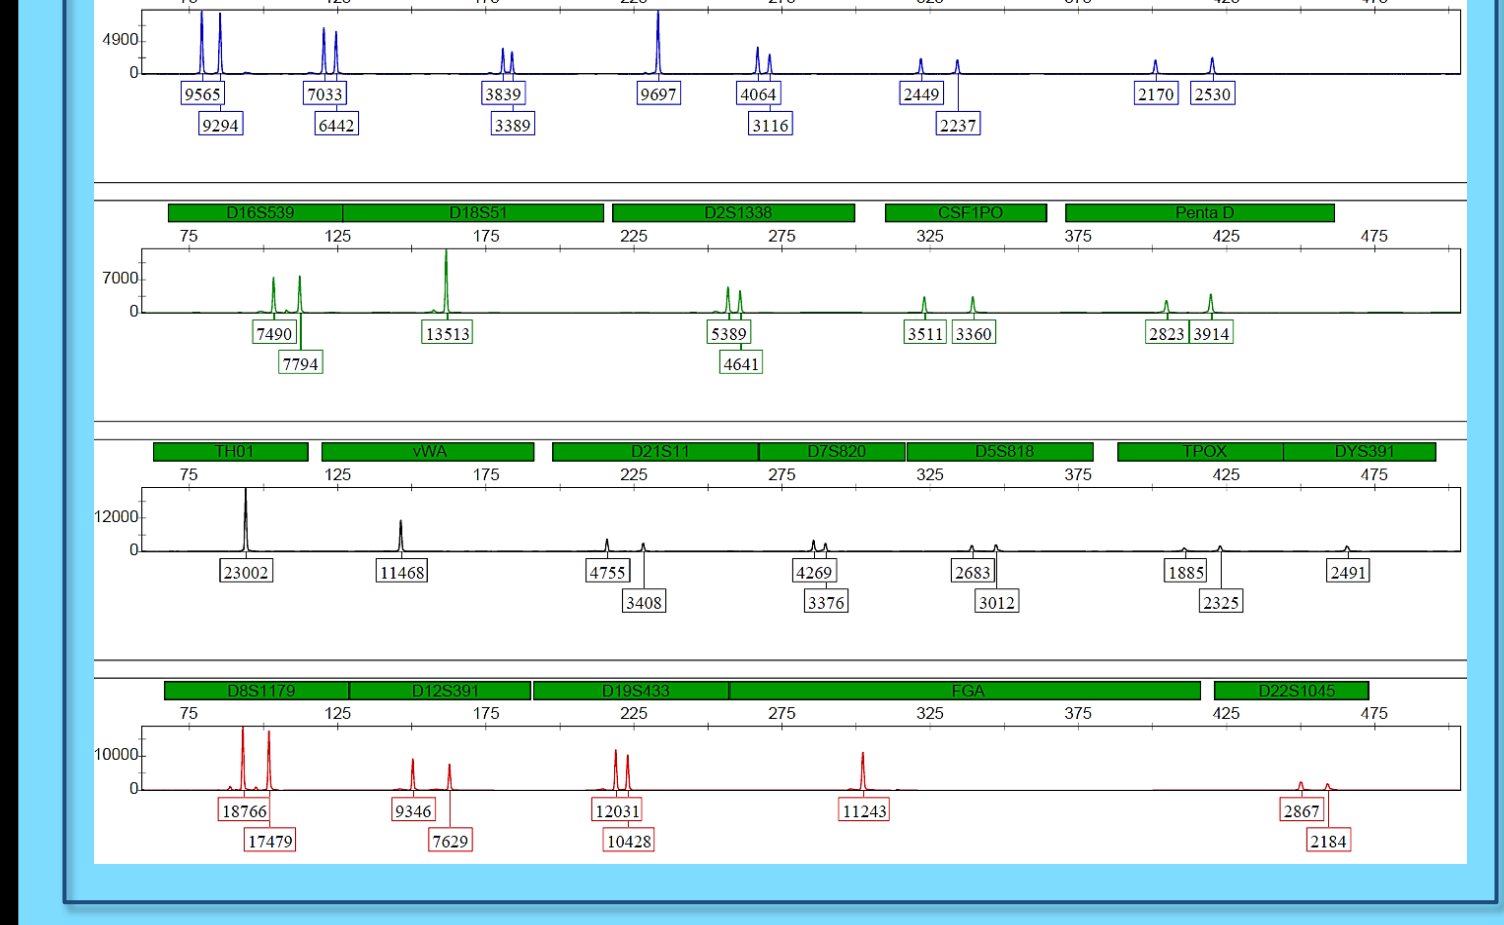 4900
0
9565 7033 3839 9697 4064 2449 2170 2530
9294 6442 3389 3116 2237
D16S539 D18S51 D2S1338 CSF1PO Penta D
75 125 175 225 275 325 375 425 475
7000
0
7490 13513 5389 3511 3360 2823 3914
7794 4641
TH01 vWA D21S11 D7S820 D5S818 TPOX DYS391
75 125 175 225 275 325 375 425 475
12000
0
23002 11468 4755 4269 2683 1885 2491
3408 3376 3012 2325
D8S1179 D12S391 D19S433 FGA D22S1045
75 125 175 225 275 325 375 425 475
10000
0
18766 9346 12031 11243 2867
17479 7629 10428 2184